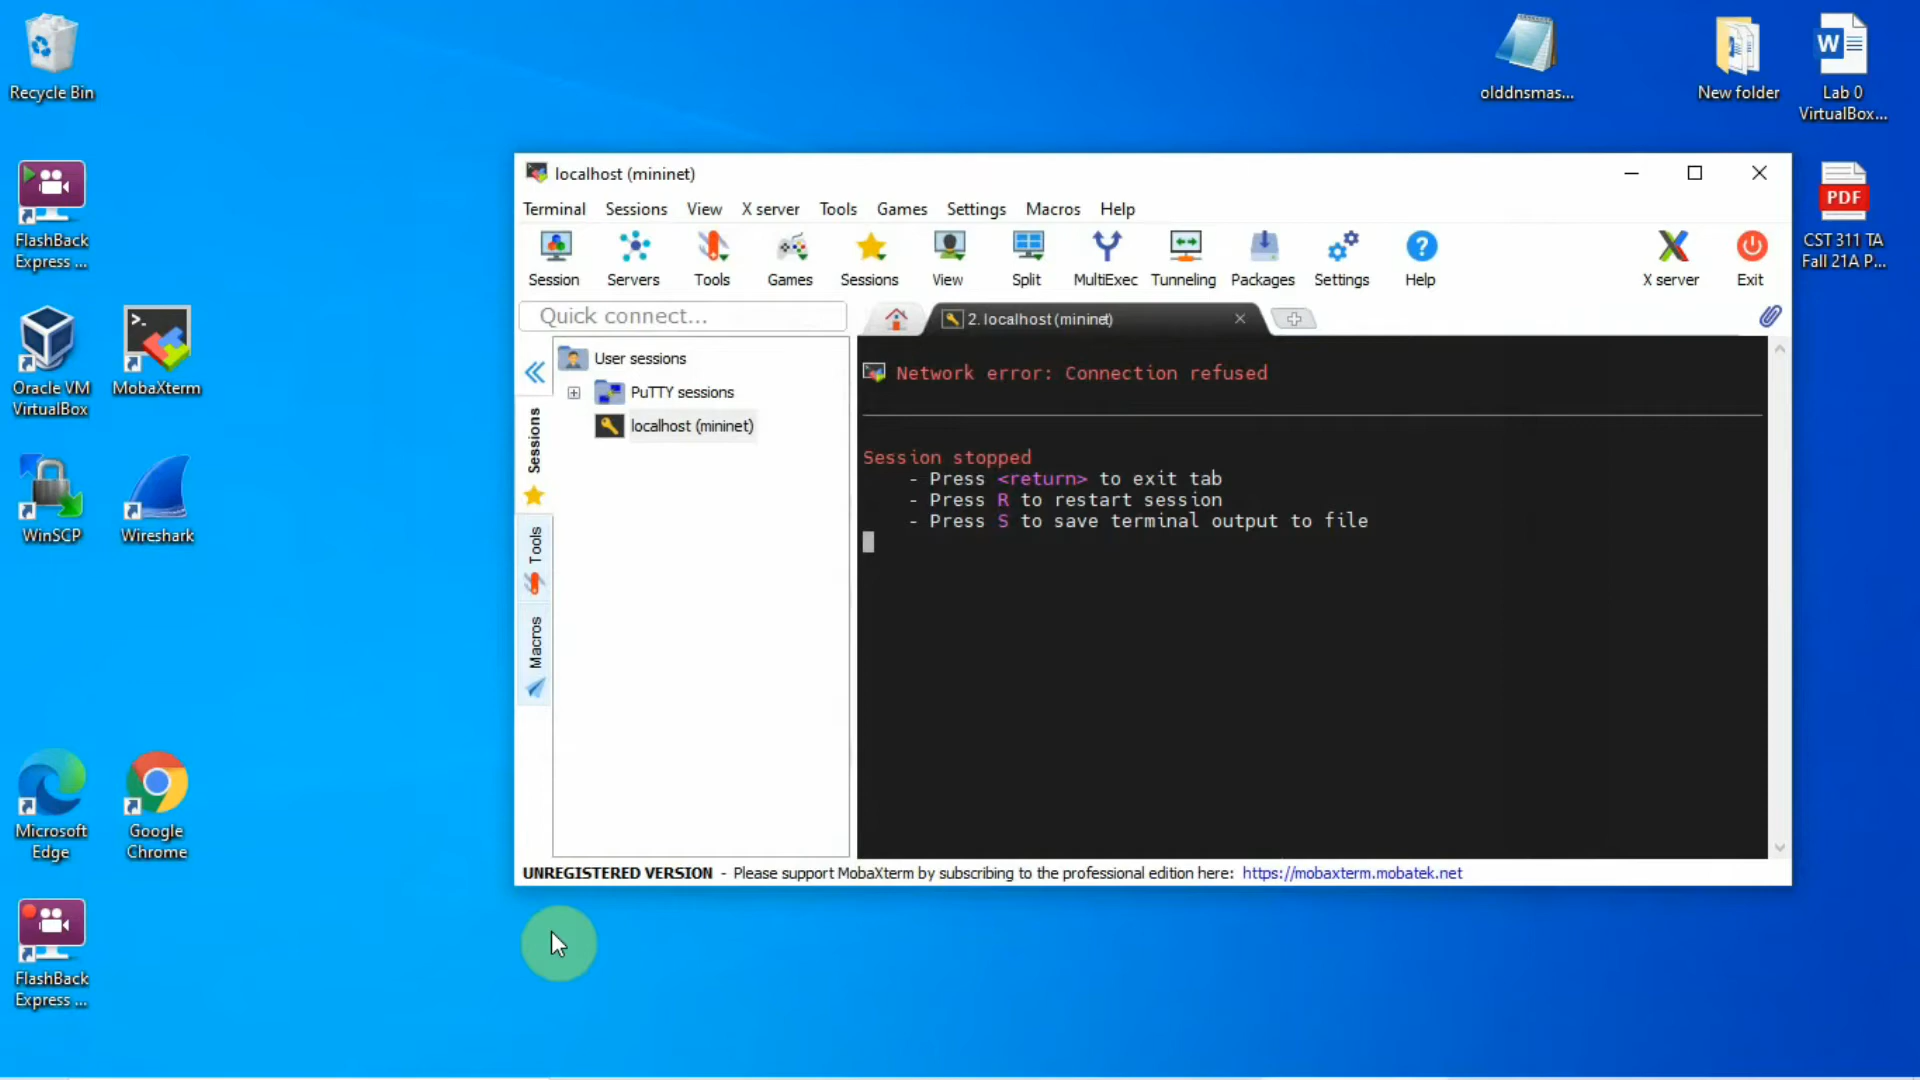 Recycle Bin
FlashBack
Express ...
Oracle VM
VirtualBox
MobaXterm
WinSCP
Wireshark
Microsoft
Edge
Google
Chrome
FlashBack
Express ...
olddnsmas...
New folder
Lab 0
VirtualBox...
PDF
CST 311 TA
Fall 21A P...
localhost (mininet)
Terminal Sessions View X server Tools Games Settings Macros Help
Session Servers Tools Games Sessions View Split MultiExec Tunneling Packages Settings Help X server Exit
Quick connect...
2. localhost (mininet)
User sessions
PuTTY sessions
localhost (mininet)
Sessions
Tools
Macros
Network error: Connection refused
Session stopped
- Press <return> to exit tab
- Press R to restart session
- Press S to save terminal output to file
UNREGISTERED VERSION - Please support MobaXterm by subscribing to the professional edition here: https://mobaxterm.mobatek.net